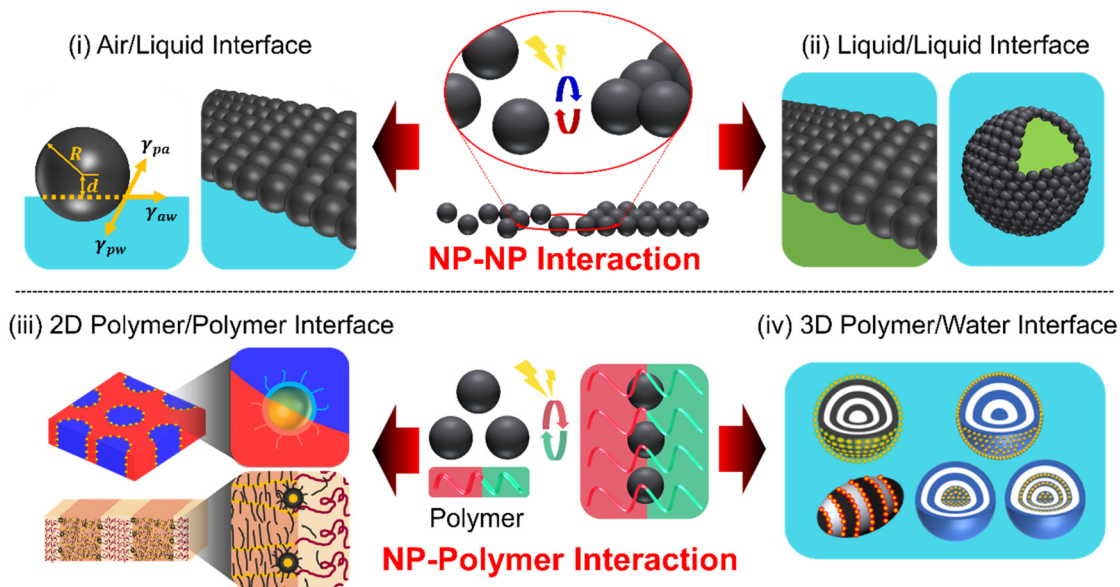 (i) Air/Liquid Interface
(ii) Liquid/Liquid Interface
R
d
γpa
γaw
γpw
NP-NP Interaction
(iii) 2D Polymer/Polymer Interface
(iv) 3D Polymer/Water Interface
Polymer
NP-Polymer Interaction